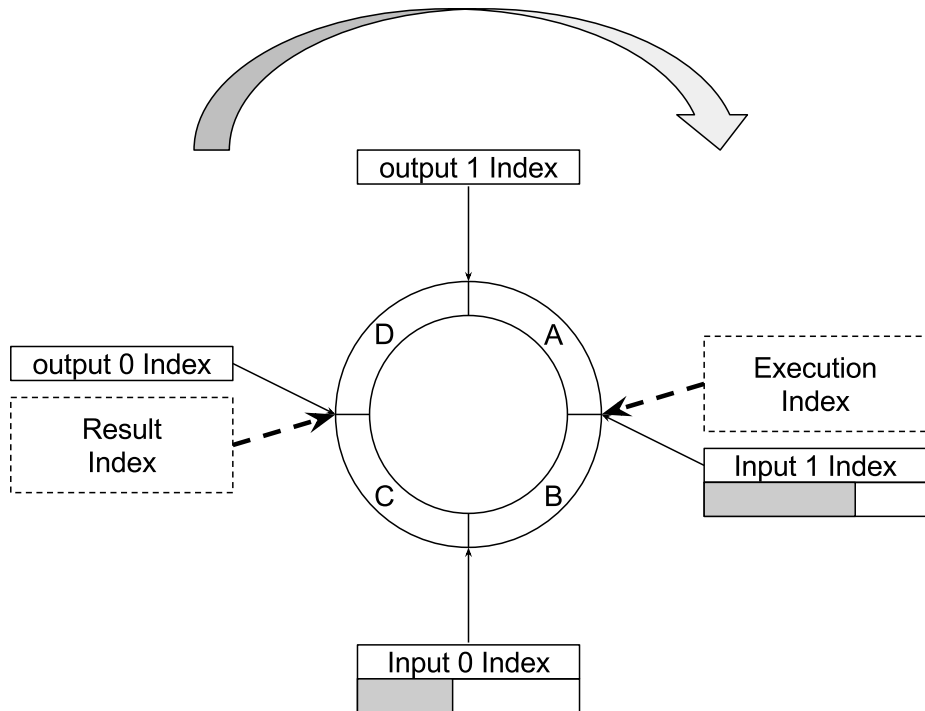 output 1 Index
D
A
output 0 Index
Execution
Index
Result
Index
Input 1 Index
C
B
Input 0 Index